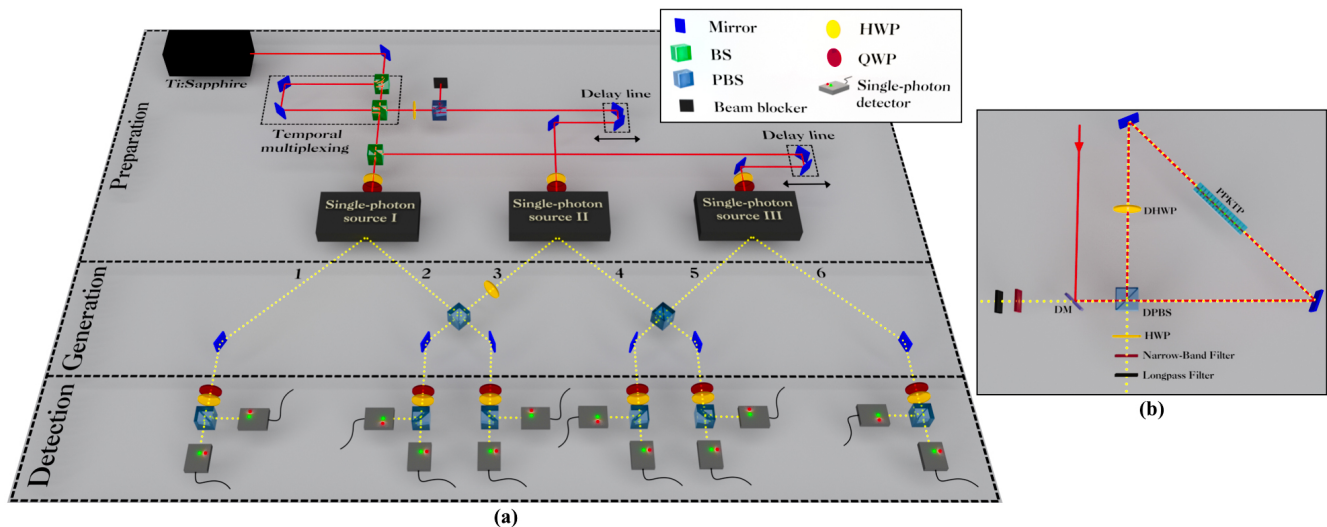 Ti:Sapphire
Temporal
multiplexing
Delay line
Delay line
Preparation
Single-photon
source I
Single-photon
source II
Single-photon
source III
Mirror
BS
PBS
Beam blocker
HWP
QWP
Single-photon
detector
1
2
3
4
5
6
Generation
Detection
(a)
PPKTP
DHWP
DM
DPBS
HWP
Narrow-Band Filter
Longpass Filter
(b)